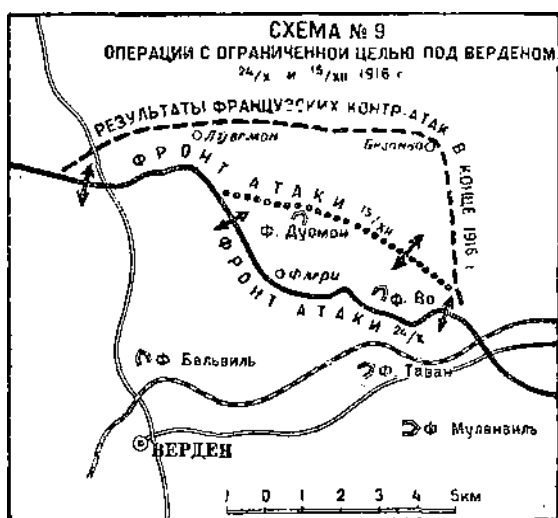 СХЕМА № 9
ОПЕРАЦИИ С ОГРАНИЧЕННОЙ ЦЕЛЬЮ ПОД ВЕРДЕНОМ
24/X И 15/XII 1916 г
РЕЗУЛЬТАТЫ ФРАНЦУЗСКИХ КОНТР-АТАК В КОНЦЕ 1916 г
Лувемон
Безонво
ФРОНТ АТАКИ 15/XII
ф. Дуомон
Флери
ф. Во
ФРОНТ АТАКИ 24/X
ф Бельвиль
ф. Таван
ф Муленвиль
ВЕРДЕН
1 0 1 2 3 4 5км